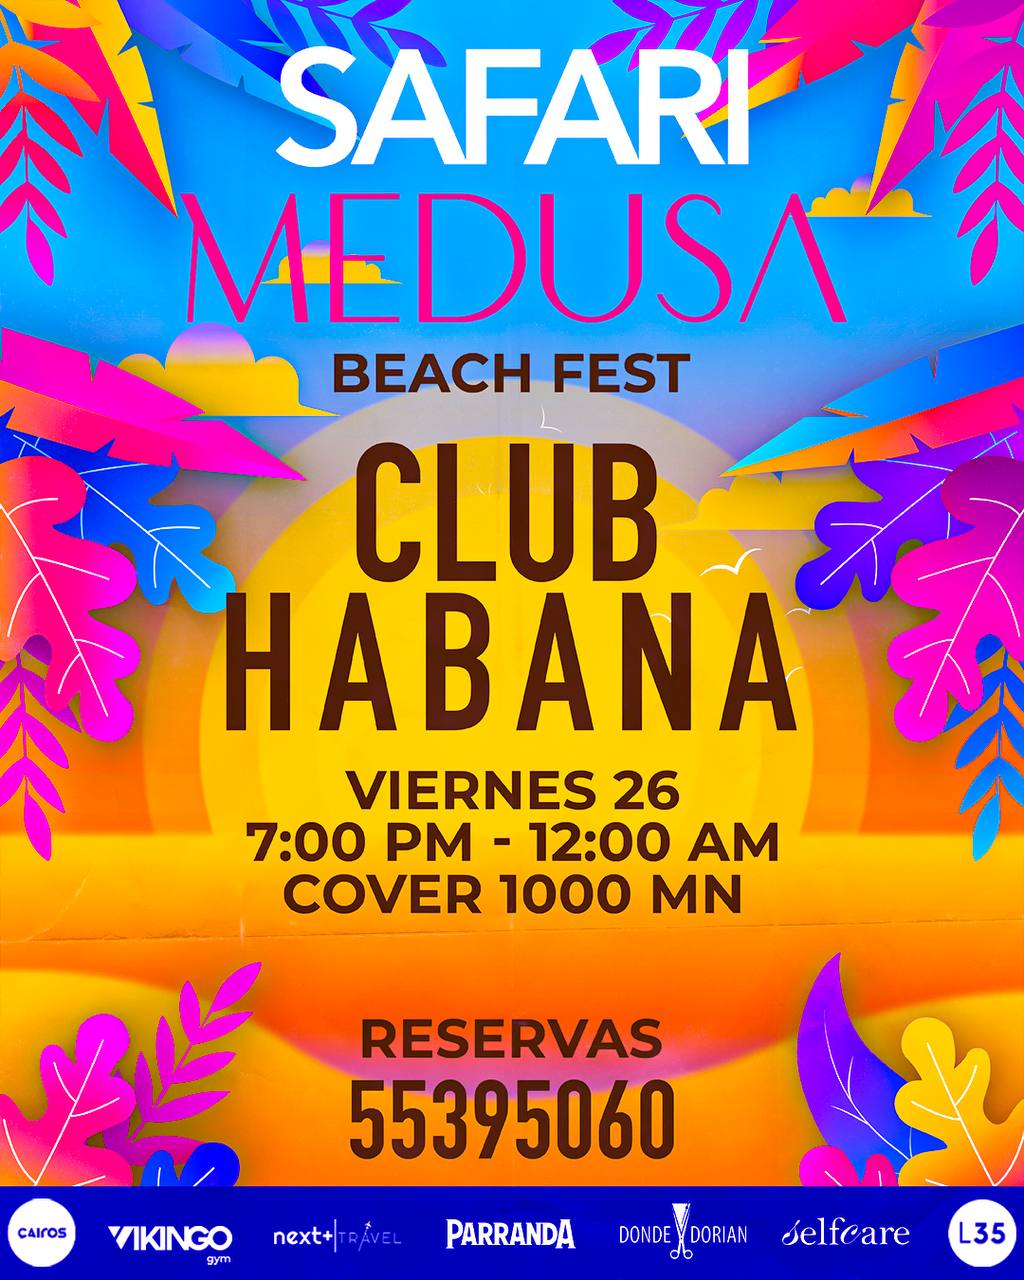 SAFARI
MEDUSA
BEACH FEST
CLUB
HABANA
VIERNES 26
7:00 PM - 12:00 AM
COVER 1000 MN
RESERVAS
55395060
CAIROS
VIKINGO
gym
next+|TRAVEL
PARRANDA
DONDE DORIAN
selfcare
L35